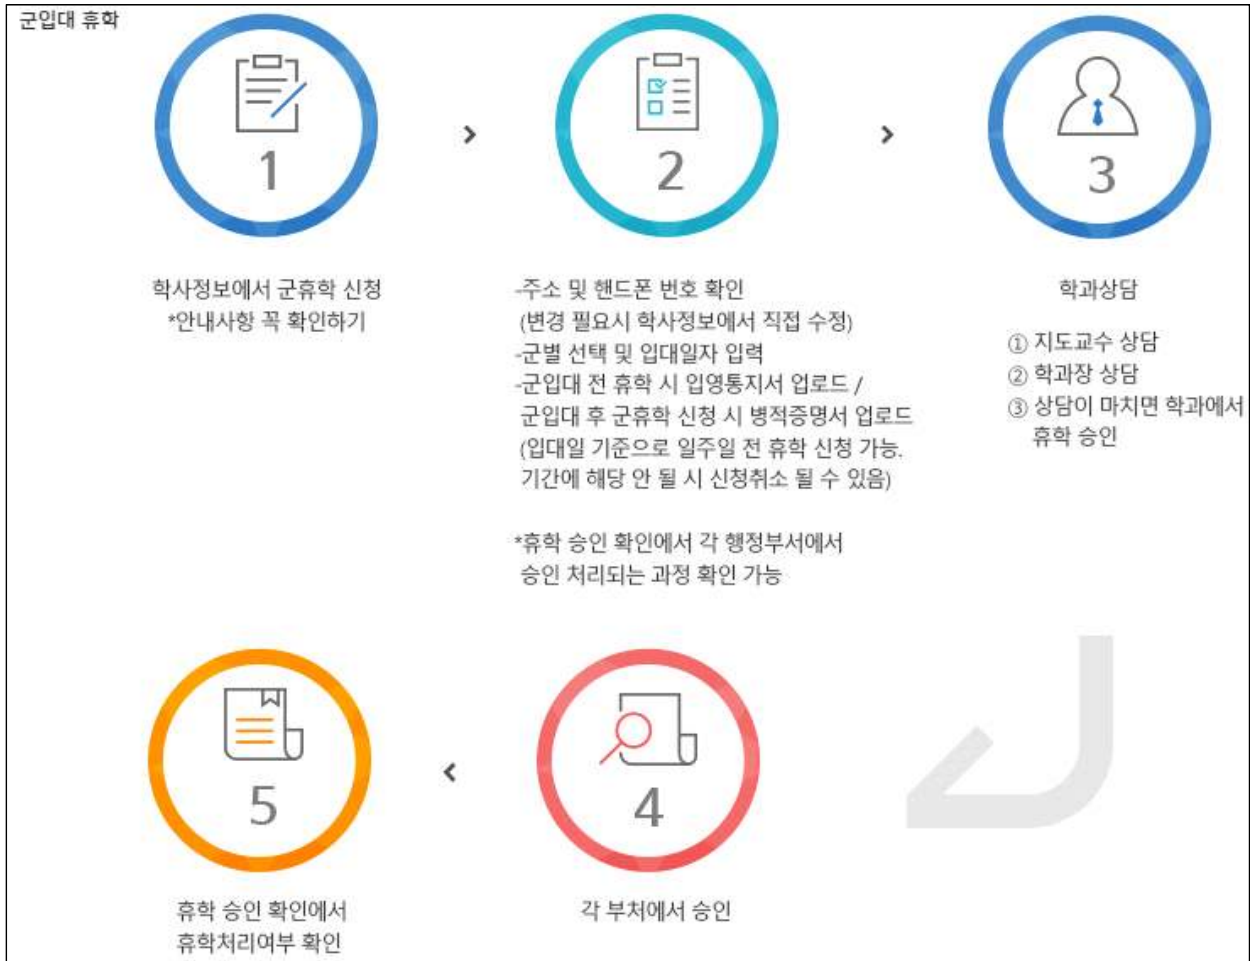 군입대 휴학
1
학사정보에서 군휴학 신청
*안내사항 꼭 확인하기
2
-주소 및 핸드폰 번호 확인
(변경 필요시 학사정보에서 직접 수정)
-군별 선택 및 입대일자 입력
-군입대 전 휴학 시 입영통지서 업로드 /
군입대 후 군휴학 신청 시 병적증명서 업로드
(입대일 기준으로 일주일 전 휴학 신청 가능.
기간에 해당 안 될 시 신청취소 될 수 있음)
*휴학 승인 확인에서 각 행정부서에서
승인 처리되는 과정 확인 가능
3
학과상담
① 지도교수 상담
② 학과장 상담
③ 상담이 마치면 학과에서
휴학 승인
4
각 부처에서 승인
5
휴학 승인 확인에서
휴학처리여부 확인